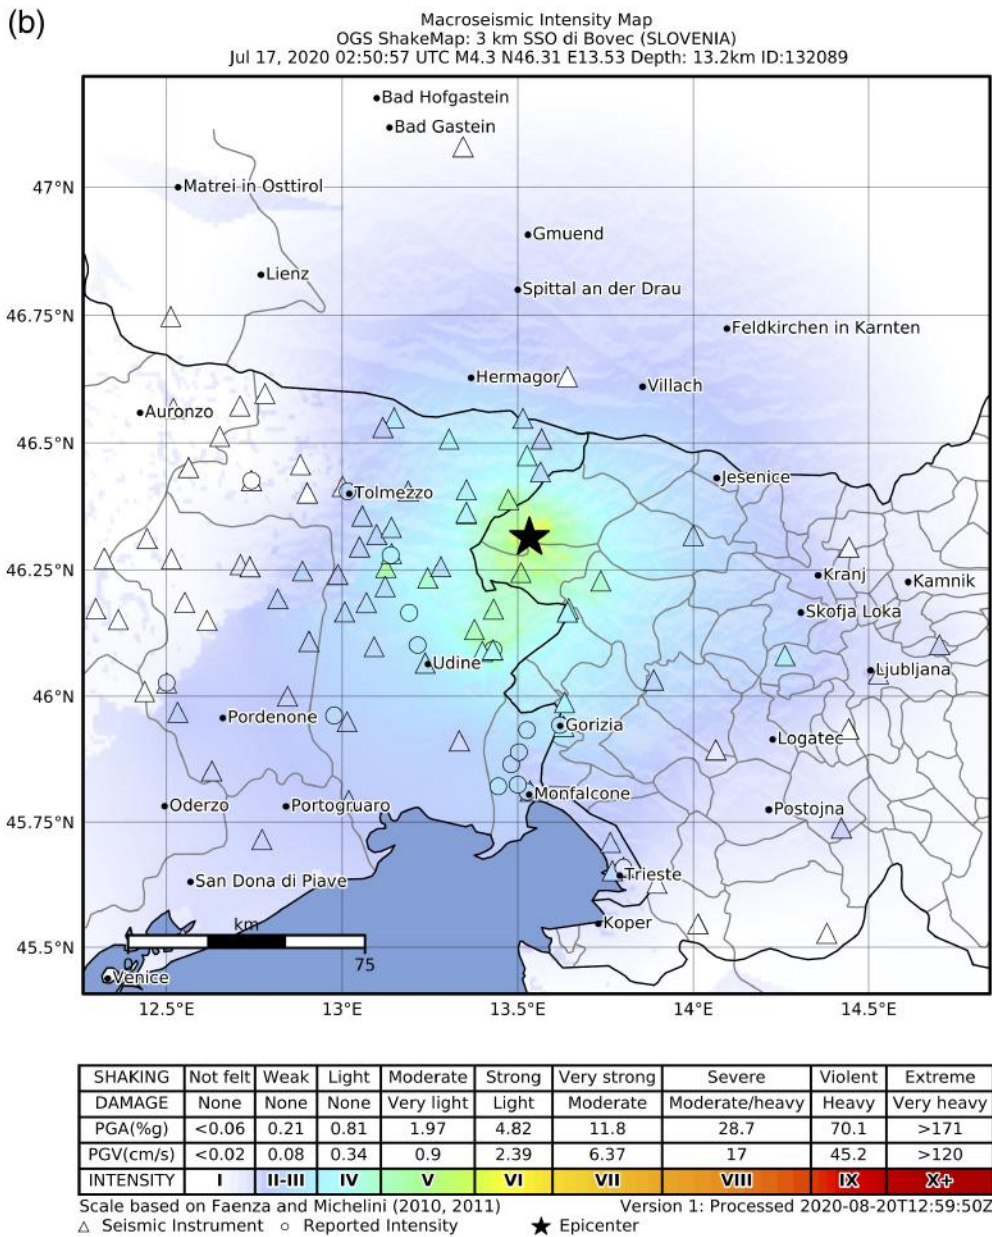 (b)
Macroseismic Intensity Map
OGS ShakeMap: 3 km SSO di Bovec (SLOVENIA)
Jul 17, 2020 02:50:57 UTC M4.3 N46.31 E13.53 Depth: 13.2km ID:132089
Bad Hofgastein
Bad Gastein
47°N
Matrei in Osttirol
Gmuend
Lienz
Spittal an der Drau
46.75°N
Feldkirchen in Karnten
Hermagor
Villach
Auronzo
46.5°N
Jesenice
Tolmezzo
46.25°N
Kranj
Kamnik
Skofja Loka
Udine
Ljubljana
46°N
Pordenone
Gorizia
Logatec
Oderzo
Portogruaro
Monfalcone
Postojna
45.75°N
San Dona di Piave
Trieste
km
Koper
45.5°N
0
75
Venice
12.5°E
13°E
13.5°E
14°E
14.5°E
SHAKING Not felt Weak Light Moderate Strong Very strong Severe Violent Extreme
DAMAGE None None None Very light Light Moderate Moderate/heavy Heavy Very heavy
PGA(%g) <0.06 0.21 0.81 1.97 4.82 11.8 28.7 70.1 >171
PGV(cm/s) <0.02 0.08 0.34 0.9 2.39 6.37 17 45.2 >120
INTENSITY I II-III IV V VI VII VIII IX X+
Scale based on Faenza and Michelini (2010, 2011) Version 1: Processed 2020-08-20T12:59:50Z
△ Seismic Instrument ○ Reported Intensity ★ Epicenter